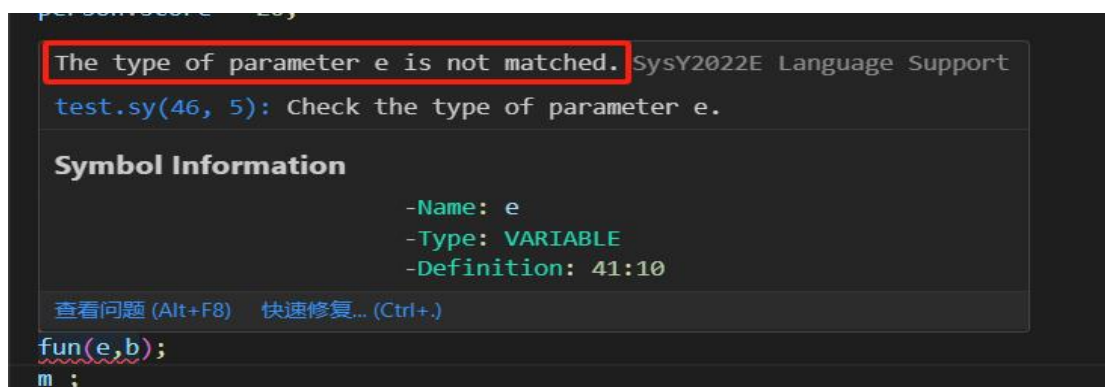 The type of parameter e is not matched. SysY2022E Language Support
test.sy(46, 5): Check the type of parameter e.
Symbol Information
-Name: e
-Type: VARIABLE
-Definition: 41:10
查看问题 (Alt+F8) 快速修复... (Ctrl+.)
fun(e,b);
m ;